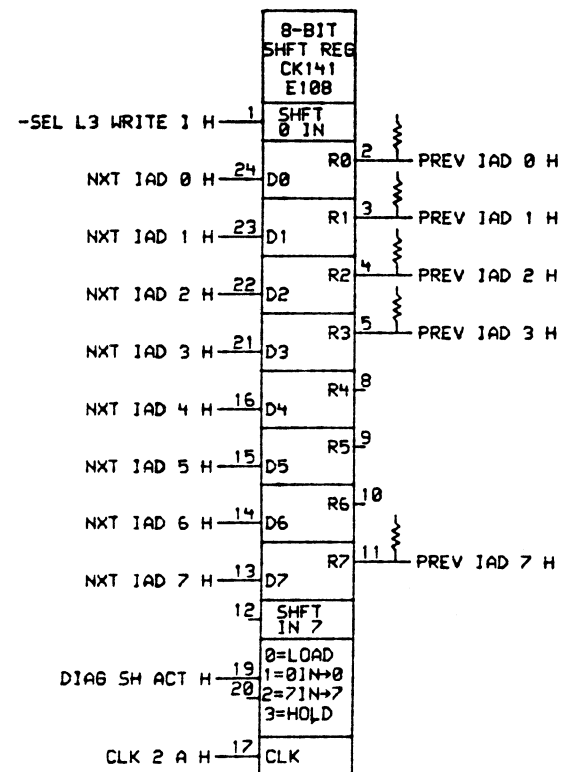 8-BIT
SHFT REG
CK141
E108
-SEL L3 WRITE I H 1 SHFT
0 IN
R0 2 PREV IAD 0 H
NXT IAD 0 H 24 D0
R1 3 PREV IAD 1 H
NXT IAD 1 H 23 D1
R2 4 PREV IAD 2 H
NXT IAD 2 H 22 D2
R3 5 PREV IAD 3 H
NXT IAD 3 H 21 D3
R4 8
NXT IAD 4 H 16 D4
R5 9
NXT IAD 5 H 15 D5
R6 10
NXT IAD 6 H 14 D6
R7 11 PREV IAD 7 H
NXT IAD 7 H 13 D7
12 SHFT
IN 7
0=LOAD
DIAG SH ACT H 19 1=0IN→0
20 2=7IN→7
3=HOLD
CLK 2 A H 17 CLK